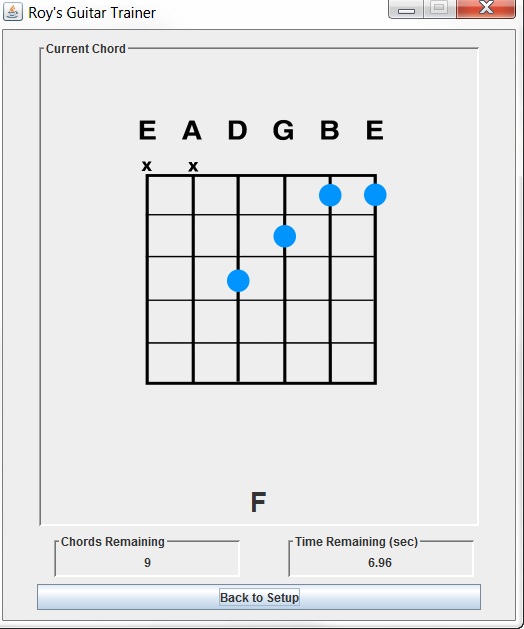 Roy's Guitar Trainer
Current Chord
E A D G B E
x x
F
Chords Remaining
9
Time Remaining (sec)
6.96
Back to Setup